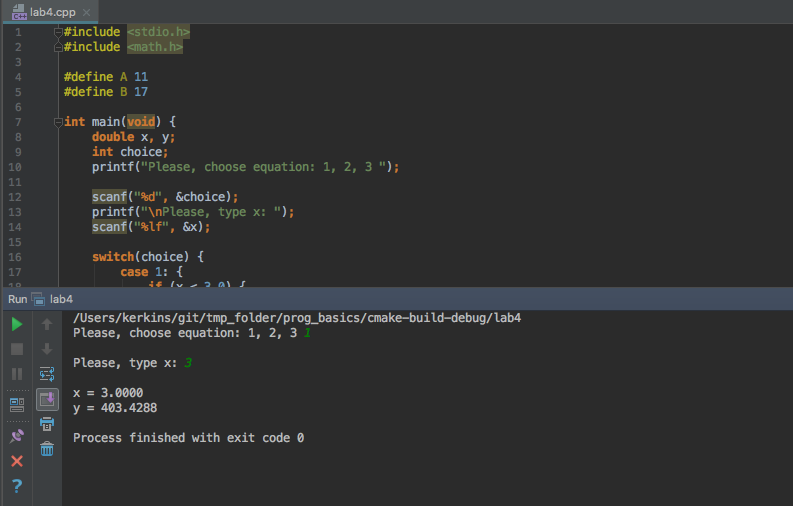 lab4.cpp
1 #include <stdio.h>
2 #include <math.h>
3
4 #define A 11
5 #define B 17
6
7 int main(void) {
8 double x, y;
9 int choice;
10 printf("Please, choose equation: 1, 2, 3 ");
11
12 scanf("%d", &choice);
13 printf("\nPlease, type x: ");
14 scanf("%lf", &x);
15
16 switch(choice) {
17 case 1: {
18 if (x < 3.0) {
Run lab4
/Users/kerkins/git/tmp_folder/prog_basics/cmake-build-debug/lab4
Please, choose equation: 1, 2, 3 1
Please, type x: 3
x = 3.0000
y = 403.4288
Process finished with exit code 0